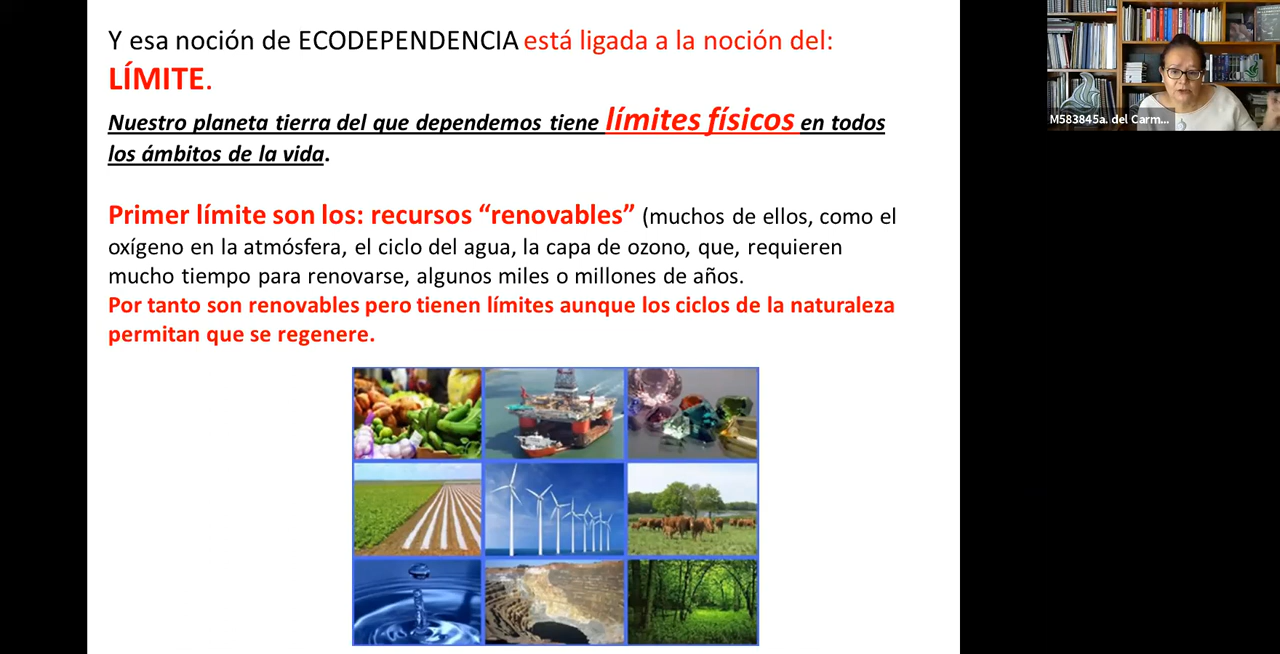 Y esa noción de ECODEPENDENCIA está ligada a la noción del:
LÍMITE.
Nuestro planeta tierra del que dependemos tiene límites físicos en todos
los ámbitos de la vida.
Primer límite son los: recursos “renovables” (muchos de ellos, como el
oxígeno en la atmósfera, el ciclo del agua, la capa de ozono, que, requieren
mucho tiempo para renovarse, algunos miles o millones de años.
Por tanto son renovables pero tienen límites aunque los ciclos de la naturaleza
permitan que se regenere.
M583845a. del Carm...